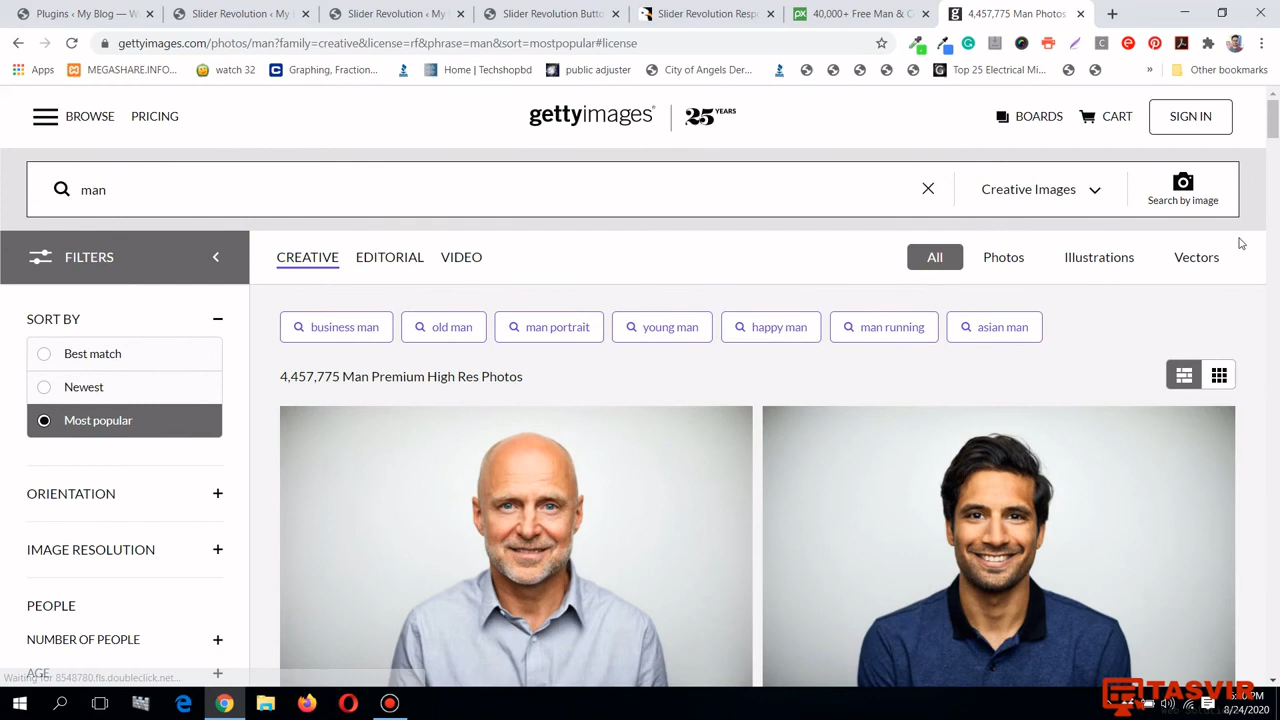 Plugins ‹ My Blog — W
Slider Revolution ‹ My
Slider Revolution ‹ My
Slider Revolution Butto
Slider Revolution Resp
40,000+ Free Man & C
4,457,775 Man Photos
gettyimages.com/photos/man?family=creative&license=rf&phrase=man&sort=mostpopular#license
Apps
MEGASHARE.INFO...
watch 32
Graphing, Fraction...
Home | Techshopbd
public adjuster
City of Angels Der...
Top 25 Electrical Mi...
»
Other bookmarks
BROWSE
PRICING
gettyimages®
25 YEARS
BOARDS
CART
SIGN IN
man
Creative Images
Search by image
FILTERS
CREATIVE
EDITORIAL
VIDEO
All
Photos
Illustrations
Vectors
SORT BY
Best match
Newest
Most popular
business man
old man
man portrait
young man
happy man
man running
asian man
4,457,775 Man Premium High Res Photos
ORIENTATION
IMAGE RESOLUTION
PEOPLE
NUMBER OF PEOPLE
AGE
Waiting for 8548780.fls.doubleclick.net...
TASVIR
8/24/2020